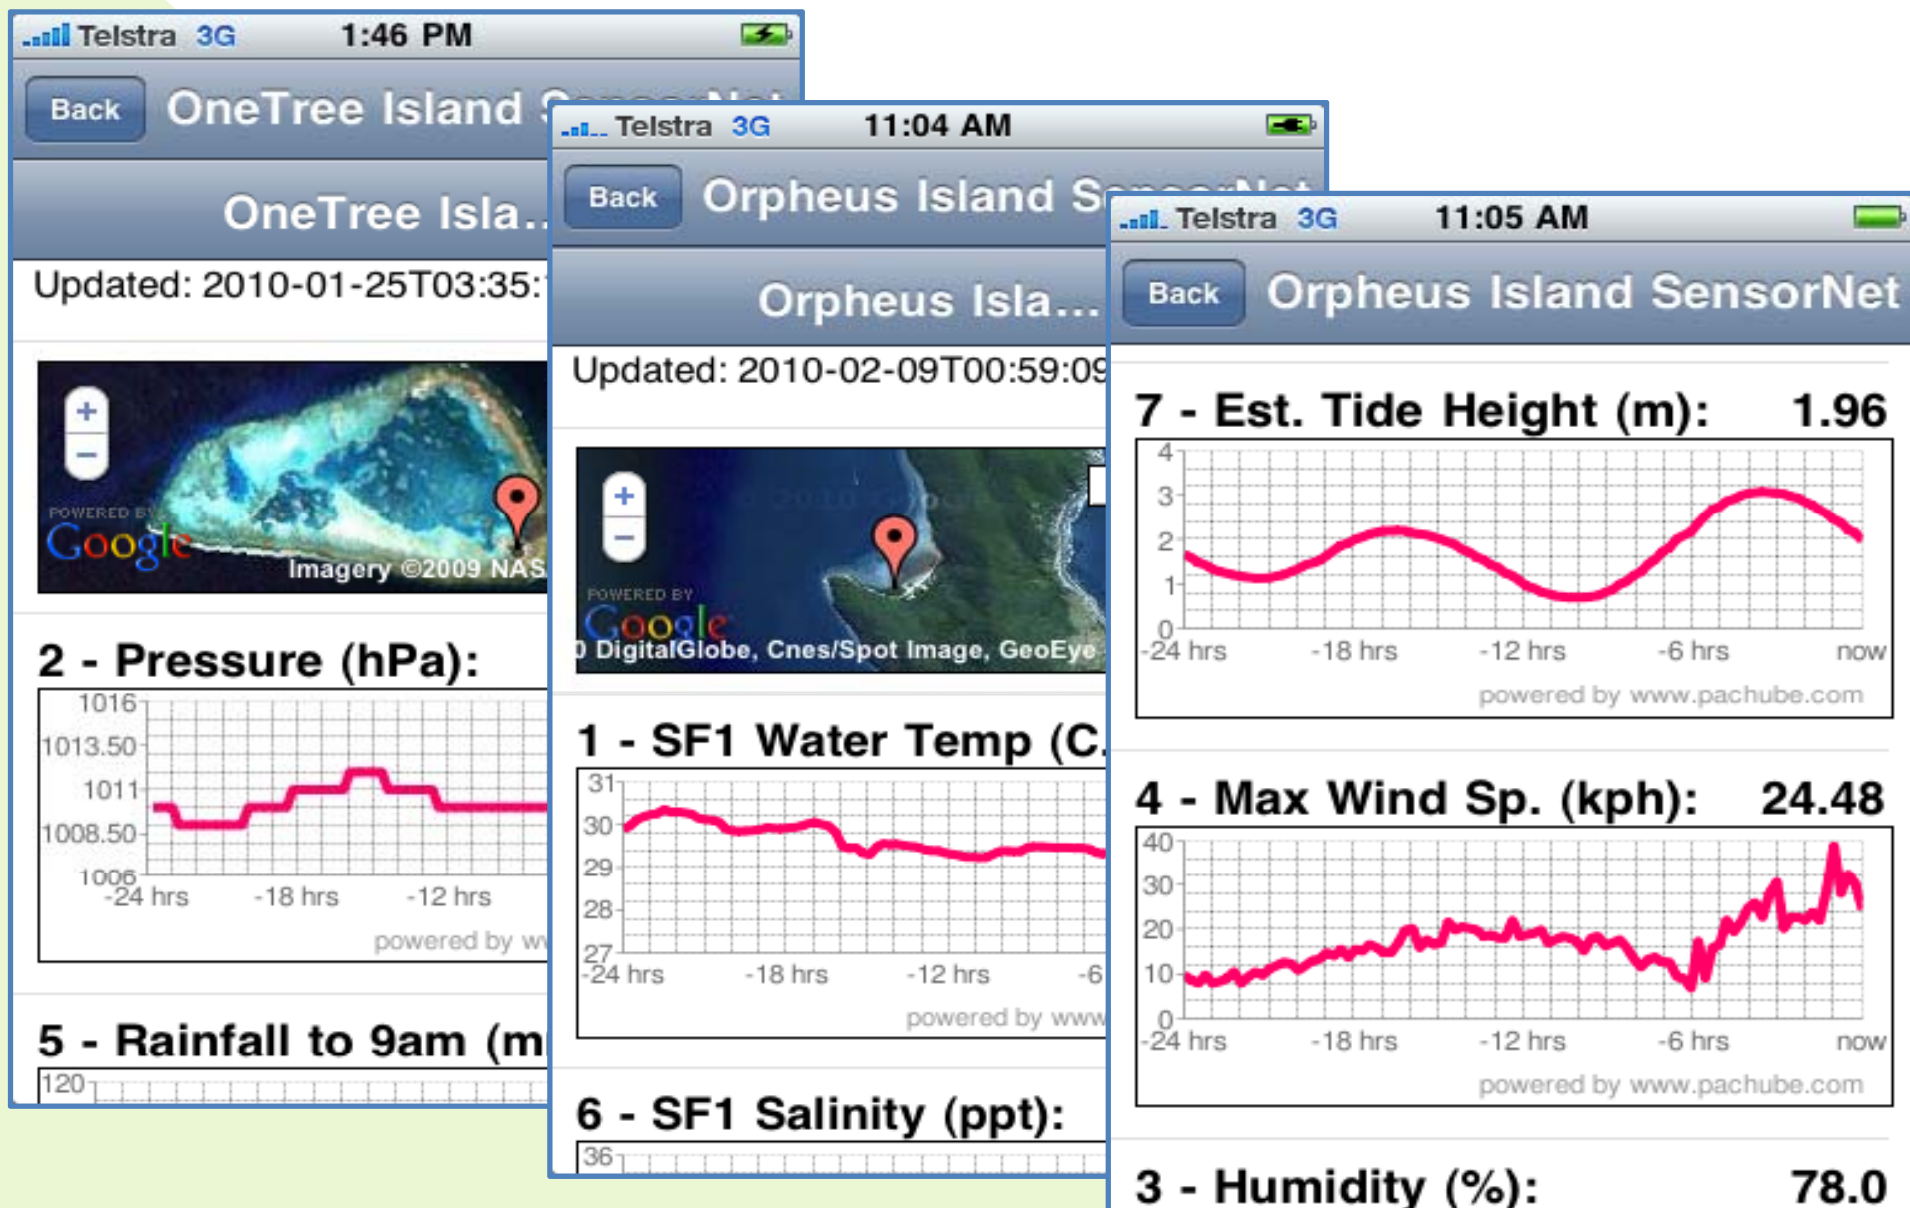 Telstra 3G 1:46 PM
Back OneTree Island
OneTree Isla...
Updated: 2010-01-25T03:35:
+
−
POWERED BY
Google
Imagery ©2009 NAS
2 - Pressure (hPa):
1016
1013.50
1011
1008.50
1006
-24 hrs -18 hrs -12 hrs
powered by
5 - Rainfall to 9am
120
Telstra 3G 11:04 AM
Back Orpheus Island SensorNet
Orpheus Isla...
Updated: 2010-02-09T00:59:09
+
−
POWERED BY
Google
DigitalGlobe, Cnes/Spot Image, GeoEye
1 - SF1 Water Temp (C.
31
30
29
28
27
-24 hrs -18 hrs -12 hrs -6
powered by www
6 - SF1 Salinity (ppt):
36
Telstra 3G 11:05 AM
Back Orpheus Island SensorNet
7 - Est. Tide Height (m): 1.96
4
3
2
1
0
-24 hrs -18 hrs -12 hrs -6 hrs now
powered by www.pachube.com
4 - Max Wind Sp. (kph): 24.48
40
30
20
10
0
-24 hrs -18 hrs -12 hrs -6 hrs now
powered by www.pachube.com
3 - Humidity (%): 78.0